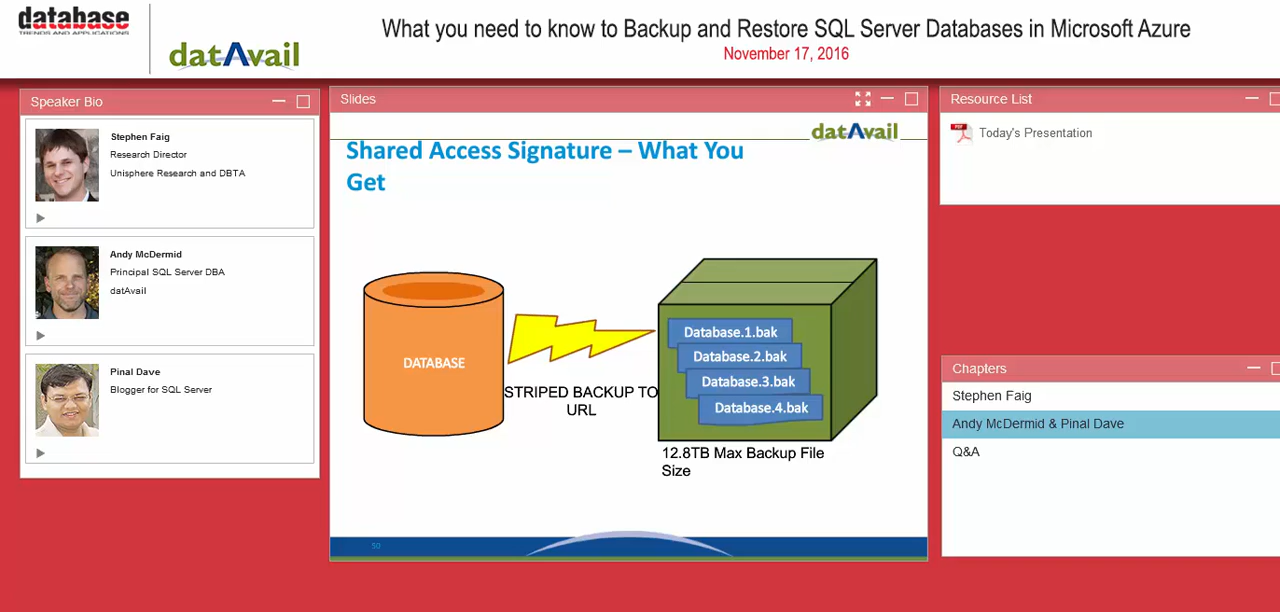 database
TRENDS AND APPLICATIONS
datAvail
What you need to know to Backup and Restore SQL Server Databases in Microsoft Azure
November 17, 2016
Speaker Bio
Stephen Faig
Research Director
Unisphere Research and DBTA
Andy McDermid
Principal SQL Server DBA
datAvail
Pinal Dave
Blogger for SQL Server
Slides
datAvail
Shared Access Signature – What You
Get
DATABASE
STRIPED BACKUP TO
URL
Database.1.bak
Database.2.bak
Database.3.bak
Database.4.bak
12.8TB Max Backup File
Size
50
Resource List
PDF
Today's Presentation
Chapters
Stephen Faig
Andy McDermid & Pinal Dave
Q&A